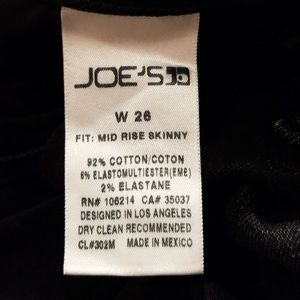 JOE'S
W 26
FIT: MID RISE SKINNY
92% COTTON/COTON
6% ELASTOMULTIESTER(EME)
2% ELASTANE
RN# 106214 CA# 35037
DESIGNED IN LOS ANGELES
DRY CLEAN RECOMMENDED
CL#302M MADE IN MEXICO